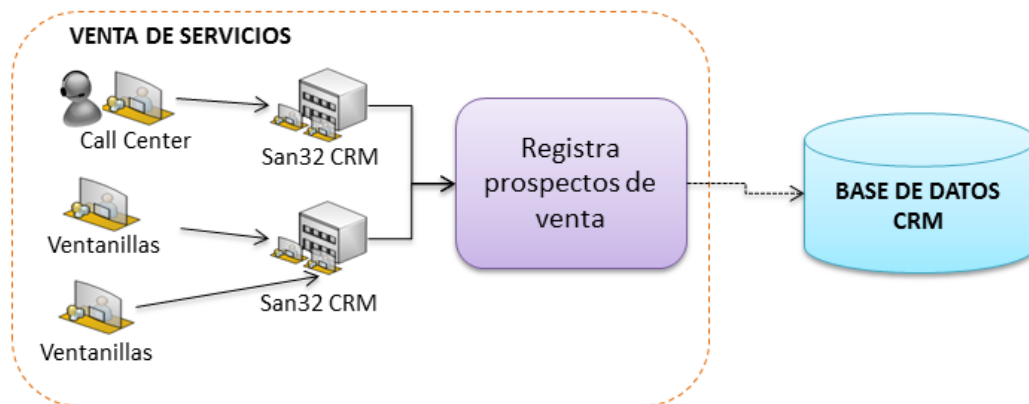 VENTA DE SERVICIOS
Call Center
San32 CRM
Ventanillas
San32 CRM
Ventanillas
Registra
prospectos de
venta
BASE DE DATOS
CRM